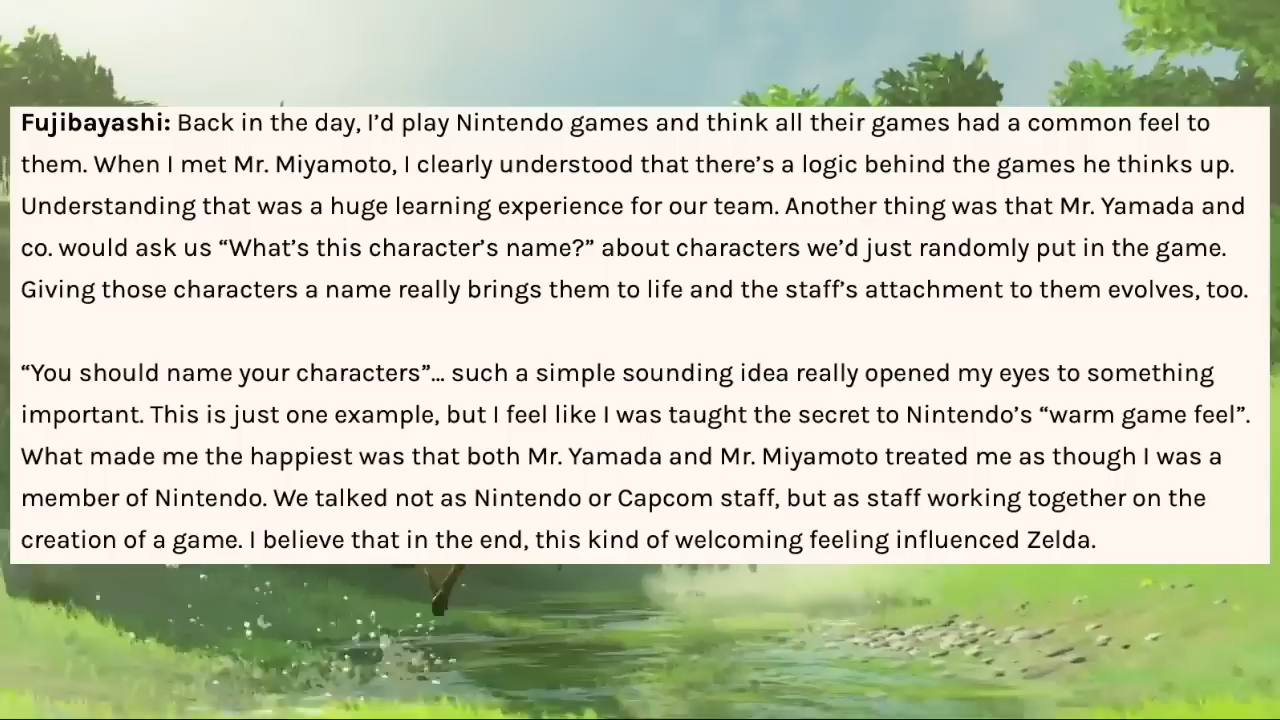 Fujibayashi: Back in the day, I’d play Nintendo games and think all their games had a common feel to
them. When I met Mr. Miyamoto, I clearly understood that there’s a logic behind the games he thinks up.
Understanding that was a huge learning experience for our team. Another thing was that Mr. Yamada and
co. would ask us “What’s this character’s name?” about characters we’d just randomly put in the game.
Giving those characters a name really brings them to life and the staff’s attachment to them evolves, too.
“You should name your characters”… such a simple sounding idea really opened my eyes to something
important. This is just one example, but I feel like I was taught the secret to Nintendo’s “warm game feel”.
What made me the happiest was that both Mr. Yamada and Mr. Miyamoto treated me as though I was a
member of Nintendo. We talked not as Nintendo or Capcom staff, but as staff working together on the
creation of a game. I believe that in the end, this kind of welcoming feeling influenced Zelda.